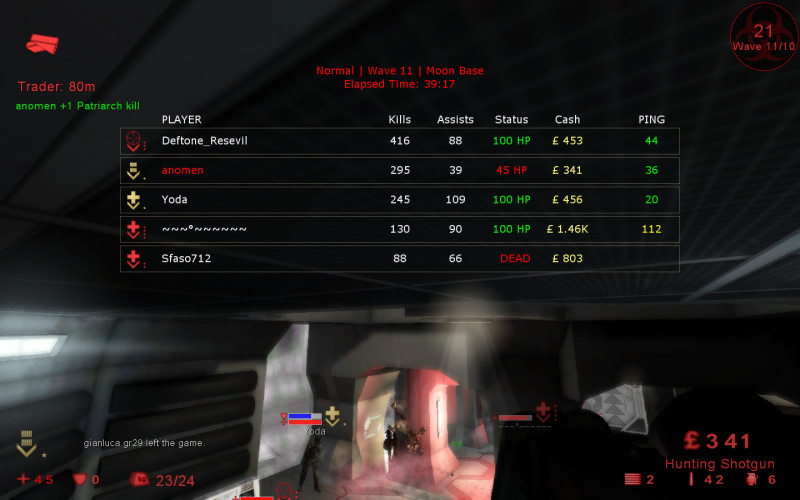 21
Wave 11/10
Normal | Wave 11 | Moon Base
Elapsed Time: 39:17
Trader: 80m
anomen +1 Patriarch kill
PLAYER Kills Assists Status Cash PING
Deftone_Resevil 416 88 100 HP £ 453 44
anomen 295 39 45 HP £ 341 36
Yoda 245 109 100 HP £ 456 20
~~~°~~~~~~ 130 90 100 HP £ 1.46K 112
Sfaso712 88 66 DEAD £ 803
Yoda
gianluca.gr29 left the game.
£ 341
Hunting Shotgun
45 0 23/24 2 42 6